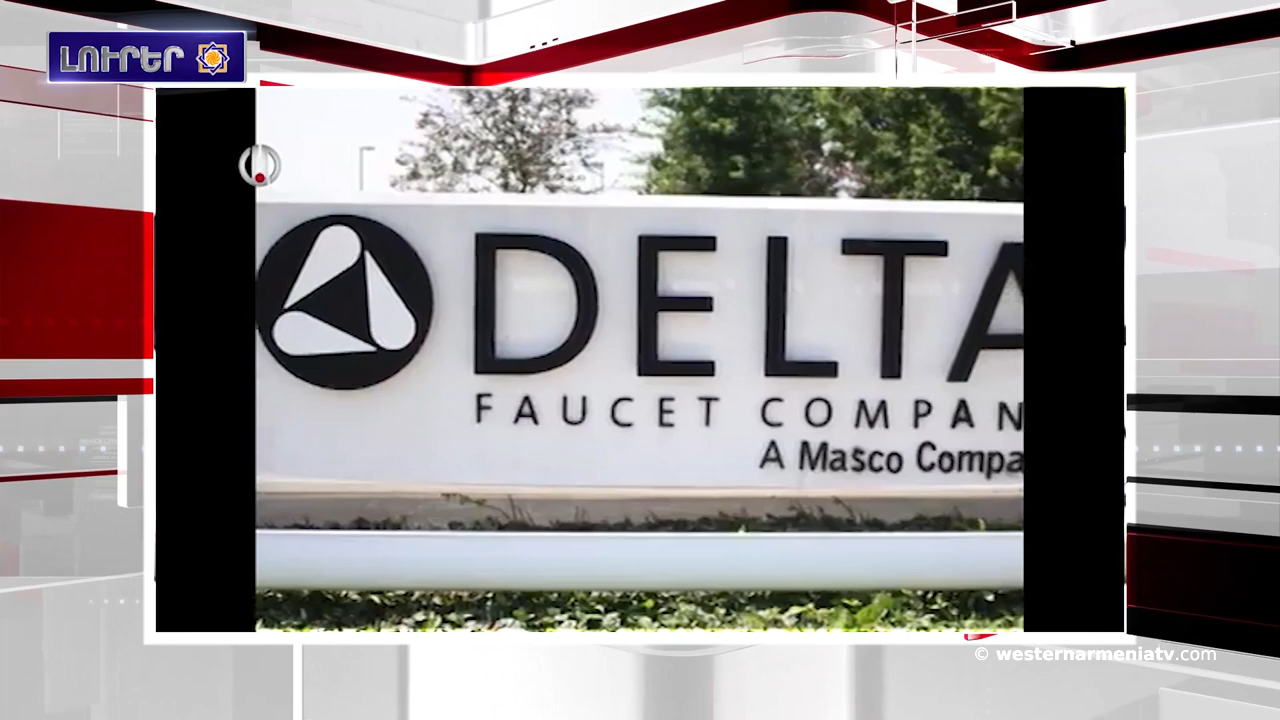 ԼՈՒՐԵՐ
DELTA
FAUCET COMPAN
A Masco Compa
© westernarmeniatv.com